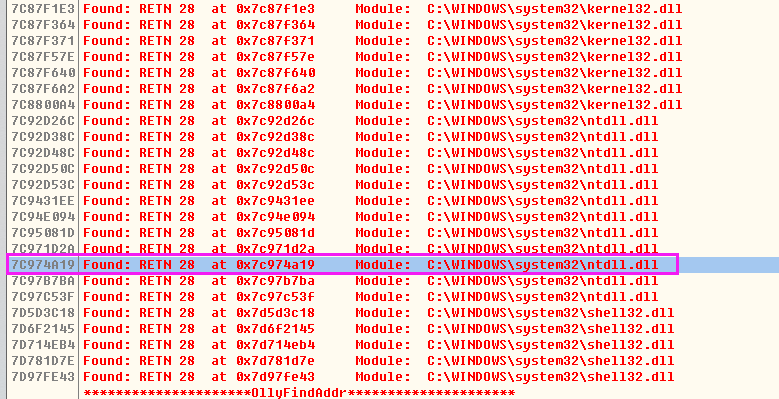 7C87F1E3 Found: RETN 28 at 0x7c87f1e3 Module: C:\WINDOWS\system32\kernel32.dll
7C87F364 Found: RETN 28 at 0x7c87f364 Module: C:\WINDOWS\system32\kernel32.dll
7C87F371 Found: RETN 28 at 0x7c87f371 Module: C:\WINDOWS\system32\kernel32.dll
7C87F57E Found: RETN 28 at 0x7c87f57e Module: C:\WINDOWS\system32\kernel32.dll
7C87F640 Found: RETN 28 at 0x7c87f640 Module: C:\WINDOWS\system32\kernel32.dll
7C87F6A2 Found: RETN 28 at 0x7c87f6a2 Module: C:\WINDOWS\system32\kernel32.dll
7C8800A4 Found: RETN 28 at 0x7c8800a4 Module: C:\WINDOWS\system32\kernel32.dll
7C92D26C Found: RETN 28 at 0x7c92d26c Module: C:\WINDOWS\system32\ntdll.dll
7C92D38C Found: RETN 28 at 0x7c92d38c Module: C:\WINDOWS\system32\ntdll.dll
7C92D48C Found: RETN 28 at 0x7c92d48c Module: C:\WINDOWS\system32\ntdll.dll
7C92D50C Found: RETN 28 at 0x7c92d50c Module: C:\WINDOWS\system32\ntdll.dll
7C92D53C Found: RETN 28 at 0x7c92d53c Module: C:\WINDOWS\system32\ntdll.dll
7C9431EE Found: RETN 28 at 0x7c9431ee Module: C:\WINDOWS\system32\ntdll.dll
7C94E094 Found: RETN 28 at 0x7c94e094 Module: C:\WINDOWS\system32\ntdll.dll
7C95081D Found: RETN 28 at 0x7c95081d Module: C:\WINDOWS\system32\ntdll.dll
7C971D2A Found: RETN 28 at 0x7c971d2a Module: C:\WINDOWS\system32\ntdll.dll
7C974A19 Found: RETN 28 at 0x7c974a19 Module: C:\WINDOWS\system32\ntdll.dll
7C97B7BA Found: RETN 28 at 0x7c97b7ba Module: C:\WINDOWS\system32\ntdll.dll
7C97C53F Found: RETN 28 at 0x7c97c53f Module: C:\WINDOWS\system32\ntdll.dll
7D5D3C18 Found: RETN 28 at 0x7d5d3c18 Module: C:\WINDOWS\system32\shell32.dll
7D6F2145 Found: RETN 28 at 0x7d6f2145 Module: C:\WINDOWS\system32\shell32.dll
7D714EB4 Found: RETN 28 at 0x7d714eb4 Module: C:\WINDOWS\system32\shell32.dll
7D781D7E Found: RETN 28 at 0x7d781d7e Module: C:\WINDOWS\system32\shell32.dll
7D97FE43 Found: RETN 28 at 0x7d97fe43 Module: C:\WINDOWS\system32\shell32.dll
*********************OllyFindAddr*********************